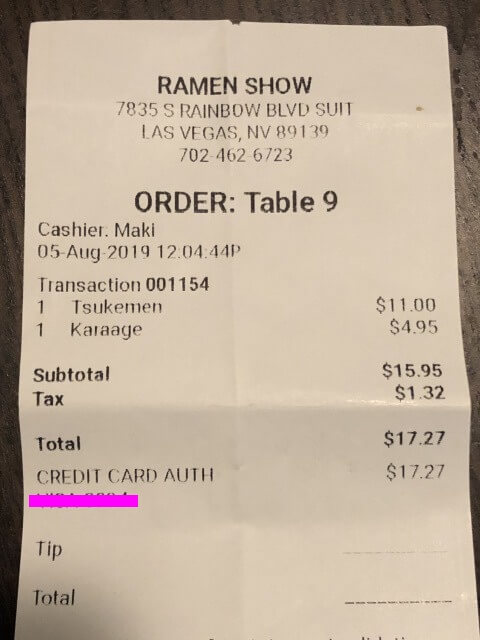 RAMEN SHOW
7835 S RAINBOW BLVD SUIT
LAS VEGAS, NV 89139
702-462-6723
ORDER: Table 9
Cashier: Maki
05-Aug-2019 12:04:44P
Transaction 001154
1 Tsukemen $11.00
1 Karaage $4.95
Subtotal $15.95
Tax $1.32
Total $17.27
CREDIT CARD AUTH $17.27
Tip
Total